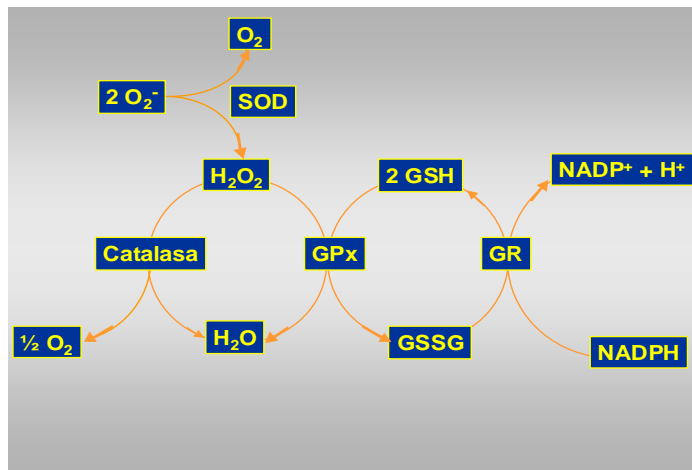 O₂
2 O₂⁻
SOD
H₂O₂
2 GSH
NADP⁺ + H⁺
Catalasa
GPx
GR
½ O₂
H₂O
GSSG
NADPH